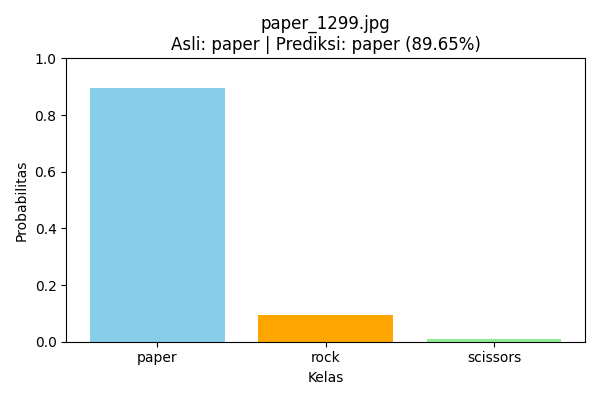 paper_1299.jpg
Asli: paper | Prediksi: paper (89.65%)
1.0
0.8
0.6
0.4
0.2
0.0
Probabilitas
paper
rock
scissors
Kelas